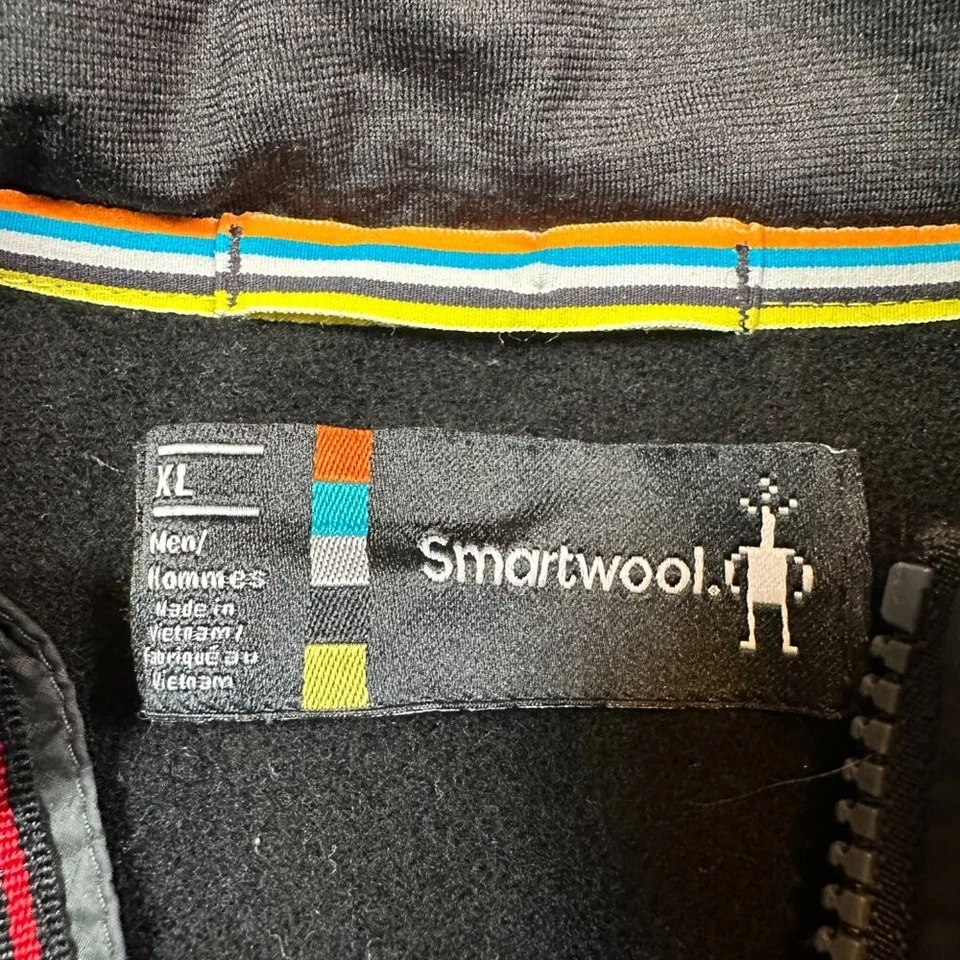 XL
Men/
Hommes
Made in
Vietnam/
Fabriqué au
Vietnam
Smartwool.